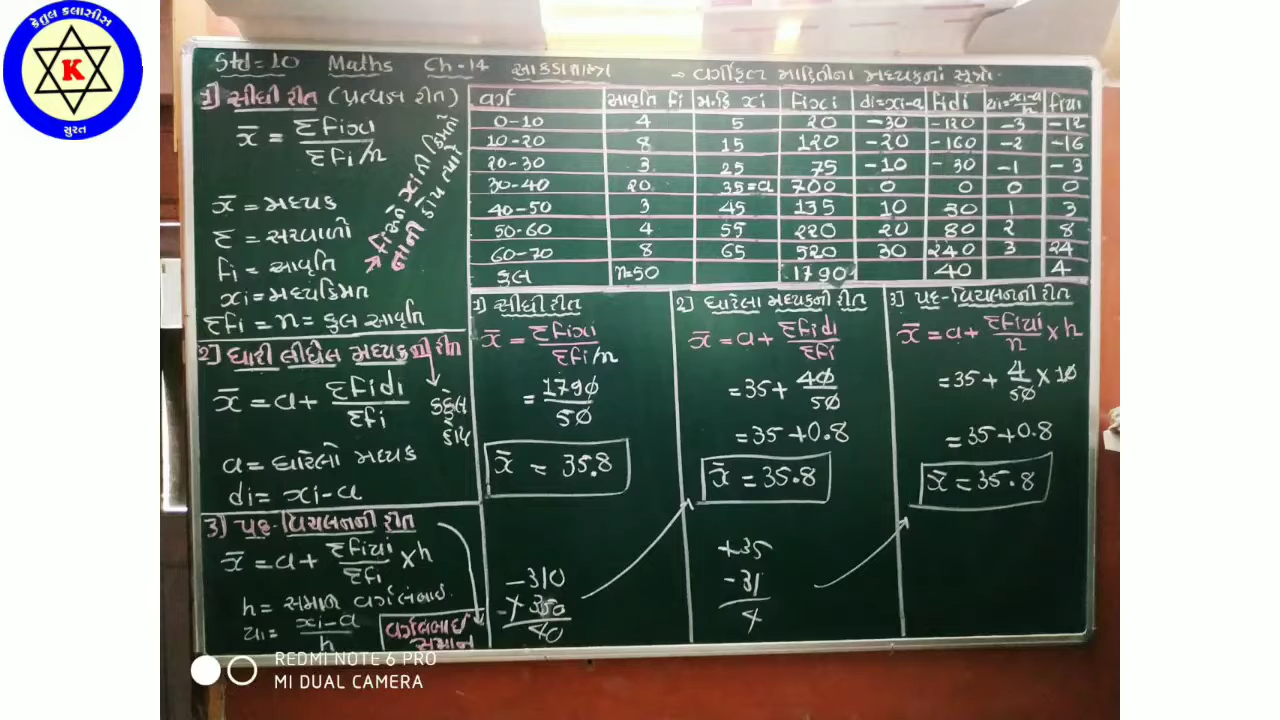 કેતુલ ક્લાસીસ
K
સુરત
Std=10 Maths Ch-14 આંકડાશાસ્ત્ર → વર્ગીકૃત માહિતીના મધ્યકનાં સૂત્રો.
1) સીધી રીત (પ્રત્યક્ષ રીત)
x̄ = Σfixi / Σfi/n
x̄ = મધ્યક
Σ = સરવાળો
fi = આવૃત્તિ
xi = મધ્યકિંમત
Σfi = n = કુલ આવૃત્તિ
2) ધારી લીધેલ મધ્યકની રીત
x̄ = a + Σfidi / Σfi
a = ધારેલો મધ્યક
di = xi-a
3) પદ-વિચલનની રીત
x̄ = a + Σfiui / Σfi × h
h = સમાન વર્ગલંબાઈ.
ui = xi-a / h
વર્ગલંબાઈ
સમાન
વર્ગ આવૃતિ fi મ.કિં xi fixi di=xi-a fidi ui=xi-a/h fiui
0-10 4 5 20 -30 -120 -3 -12
10-20 8 15 120 -20 -160 -2 -16
20-30 3 25 75 -10 -30 -1 -3
30-40 20 35=a 700 0 0 0 0
40-50 3 45 135 10 30 1 3
50-60 4 55 220 20 80 2 8
60-70 8 65 520 30 240 3 24
કુલ n=50 1790 40 4
1) સીધી રીત
x̄ = Σfixi / Σfi/n
= 1790 / 50
x̄ = 35.8
-310
+350
40
2) ધારેલા મધ્યકની રીત
x̄ = a + Σfidi / Σfi
= 35 + 40 / 50
= 35 + 0.8
x̄ = 35.8
+35
-31
4
3) પદ-વિચલનની રીત
x̄ = a + Σfiui / n × h
= 35 + 4 / 50 × 10
= 35 + 0.8
x̄ = 35.8
REDMI NOTE 6 PRO
MI DUAL CAMERA